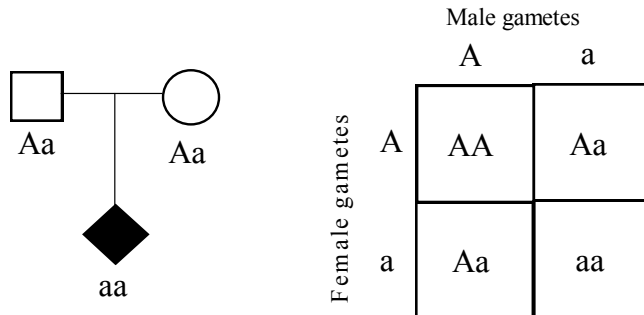 Aa
Aa
aa
Male gametes
A a
Female gametes
A AA Aa
a Aa aa